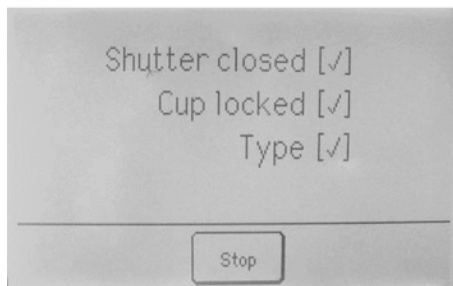 Shutter closed [✓]
Cup locked [✓]
Type [✓]
Stop